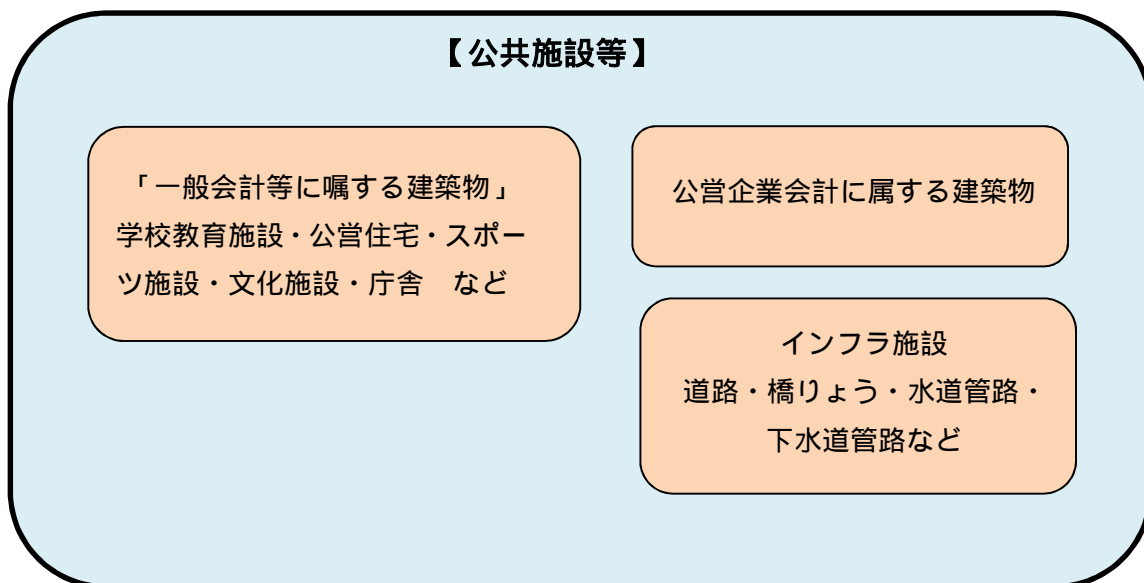 【公共施設等】
「一般会計等に嘱する建築物」
学校教育施設・公営住宅・スポー
ツ施設・文化施設・庁舎　など
公営企業会計に属する建築物
インフラ施設
道路・橋りょう・水道管路・
下水道管路など